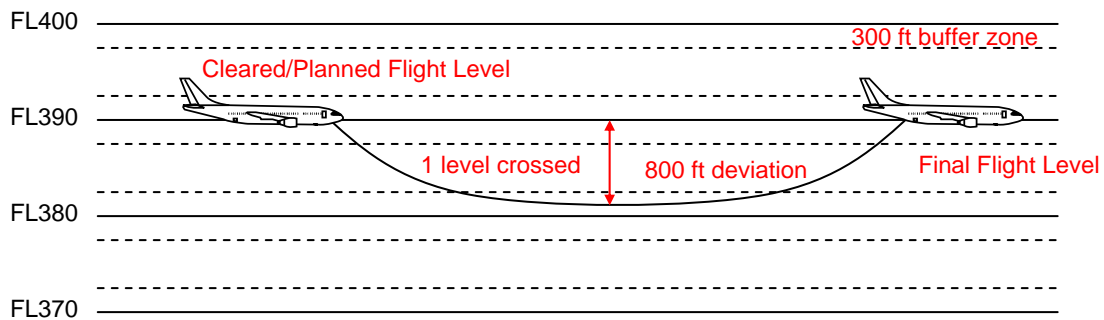 FL400
300 ft buffer zone
Cleared/Planned Flight Level
FL390
1 level crossed
800 ft deviation
Final Flight Level
FL380
FL370